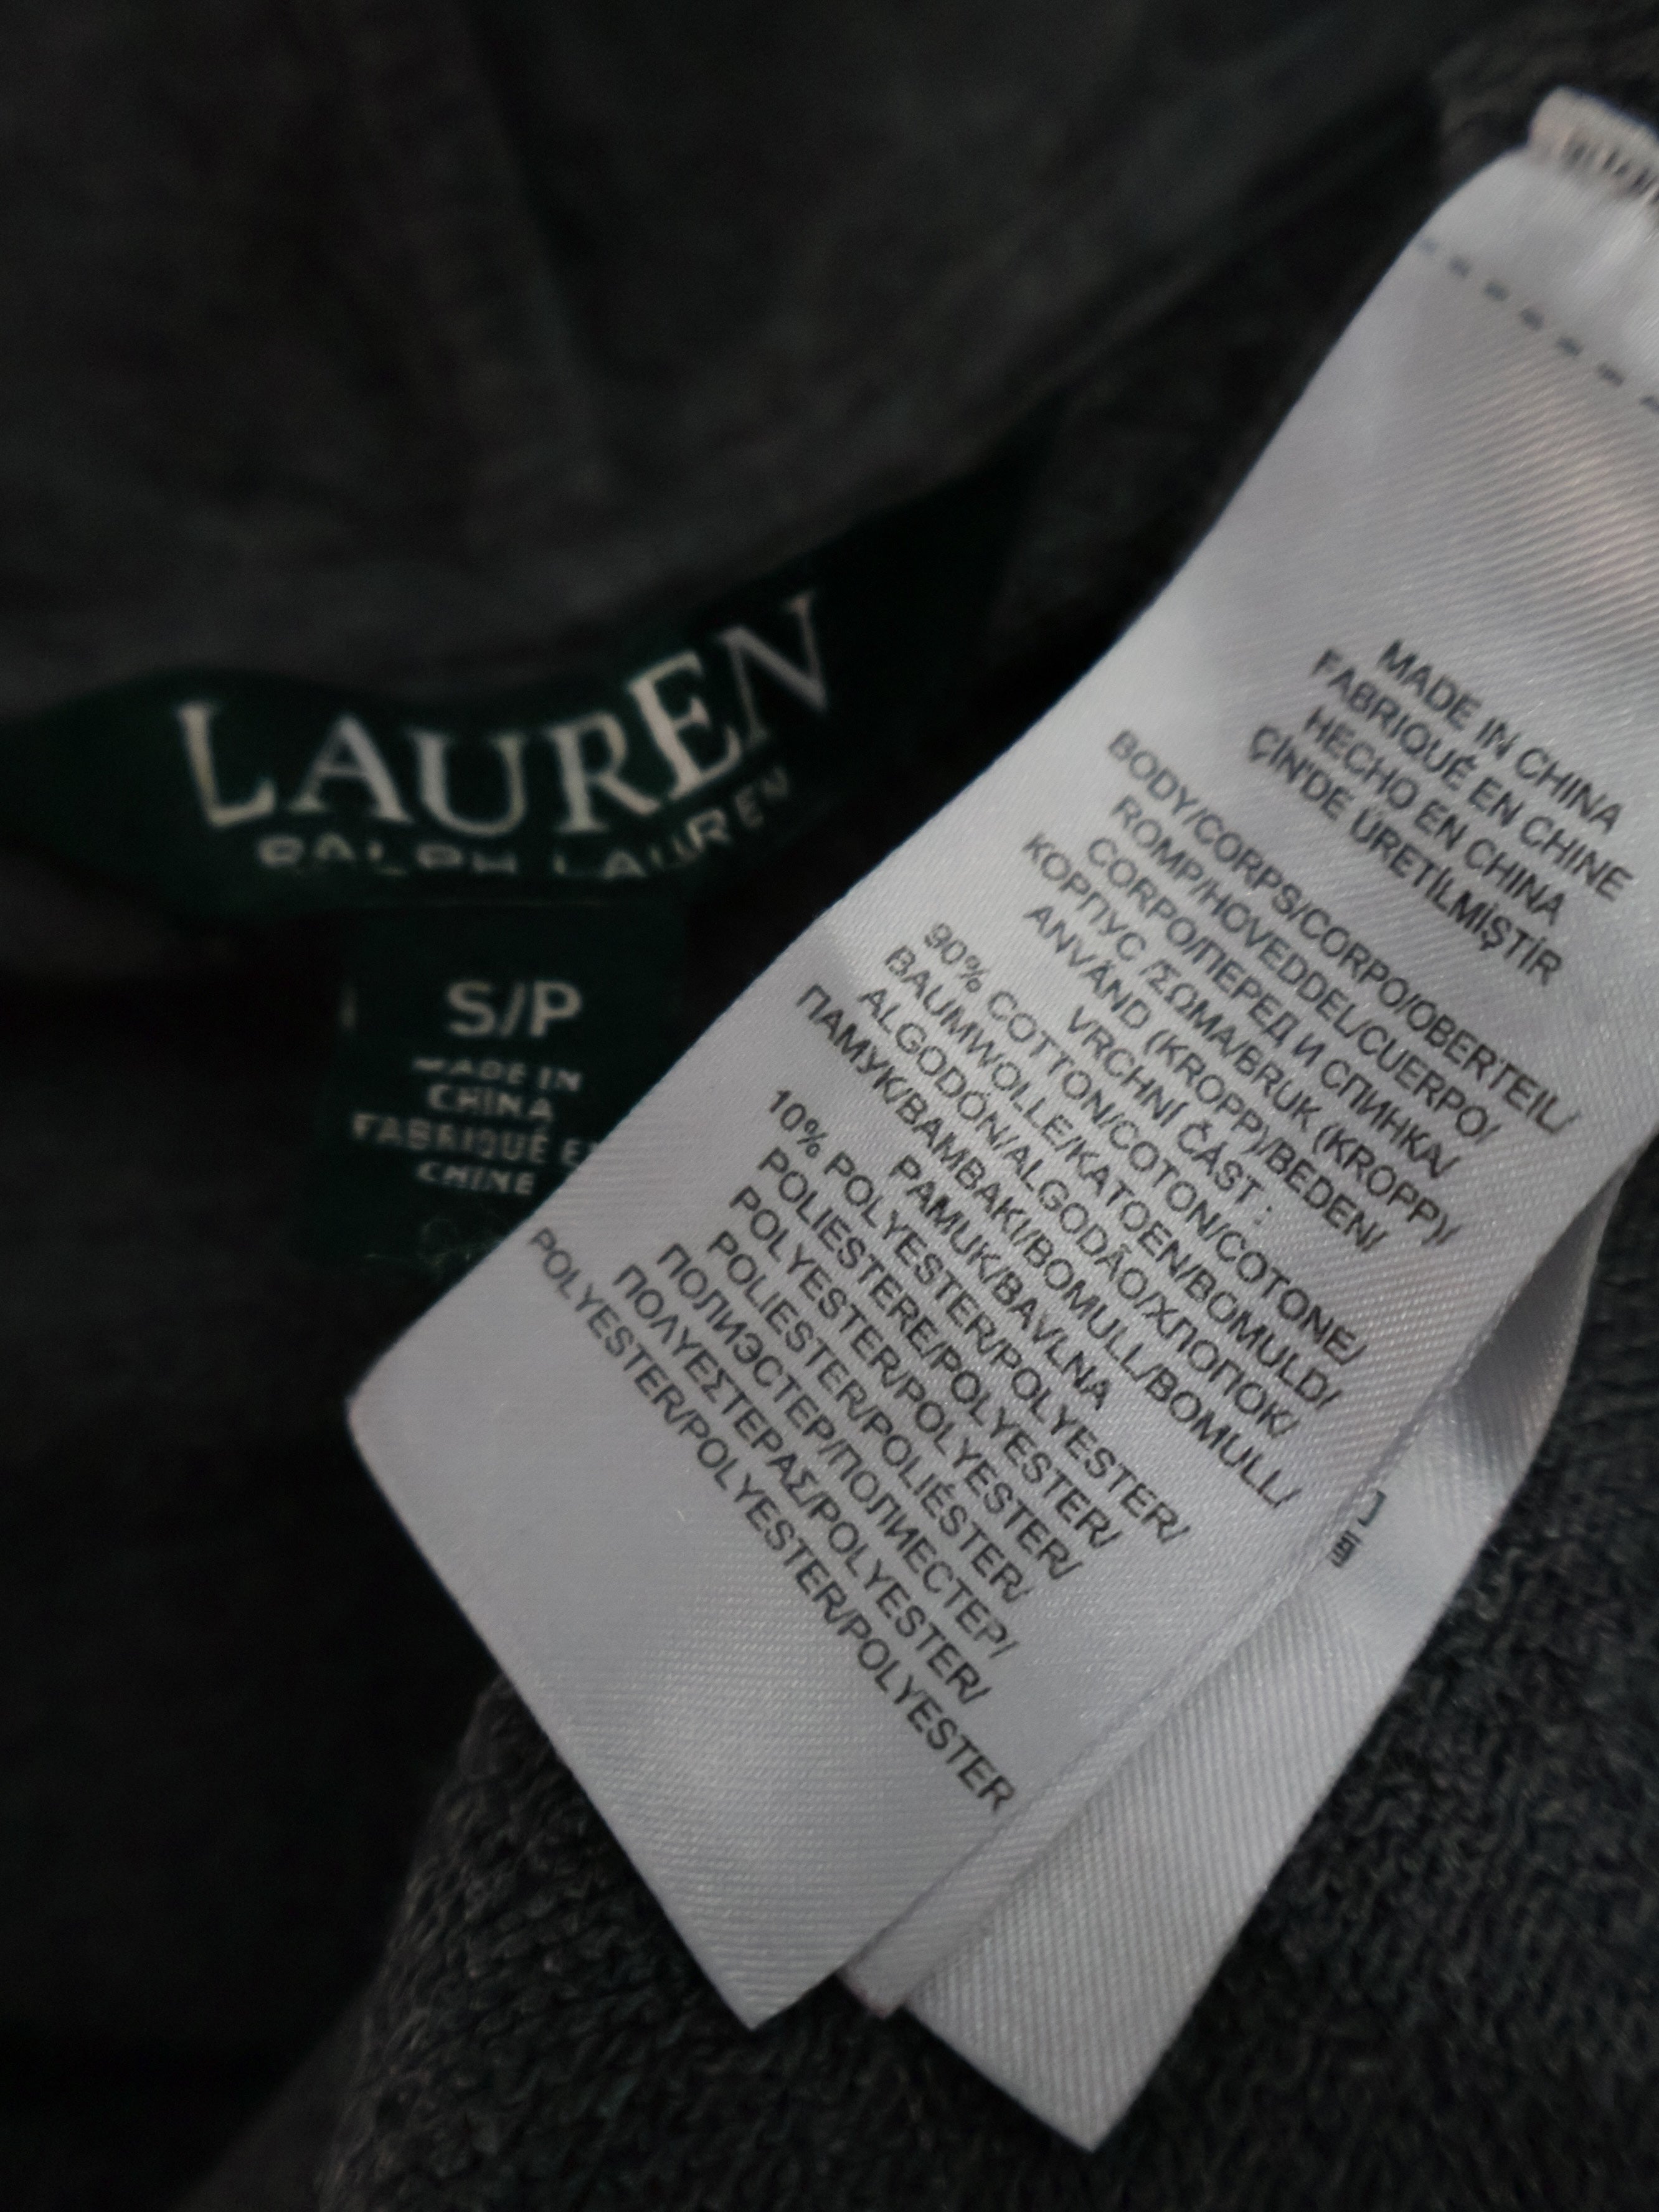 LAUREN
RALPH LAUREN
S/P
MADE IN
CHINA
FABRIQUÉ
CHINE
MADE IN CHINA
FABRIQUÉ EN CHINE
HECHO EN CHINA
ÇİN'DE ÜRETİLMİŞTİR
BODY/CORPS/CORPO/OBERTEIL/
ROMP/HOVEDDEL/CUERPO/
CORPO/ПЕРЕД И СПИНКА/
КОРПУС /ΣΩΜΑ/BRUK (KROPP)/
ANVÄND (KROPP)/BEDEN/
VRCHNÍ ČÁST :
90% COTTON/COTON/COTONE/
BAUMWOLLE/KATOEN/BOMULD/
ALGODÓN/ALGODÃO/ХЛОПОК/
ПАМУК/ΒΑΜΒΑΚΙ/BOMULL/BOMULL/
PAMUK/BAVLNA
10% POLYESTER/POLYESTER/
POLIESTERE/POLYESTER/
POLYESTER/POLYESTER/
POLIESTER/POLIÉSTER/
ПОЛИЭСТЕР/ПОЛИЕСТЕР/
ΠΟΛΥΕΣΤΕΡΑΣ/POLYESTER/
POLYESTER/POLYESTER/POLYESTER